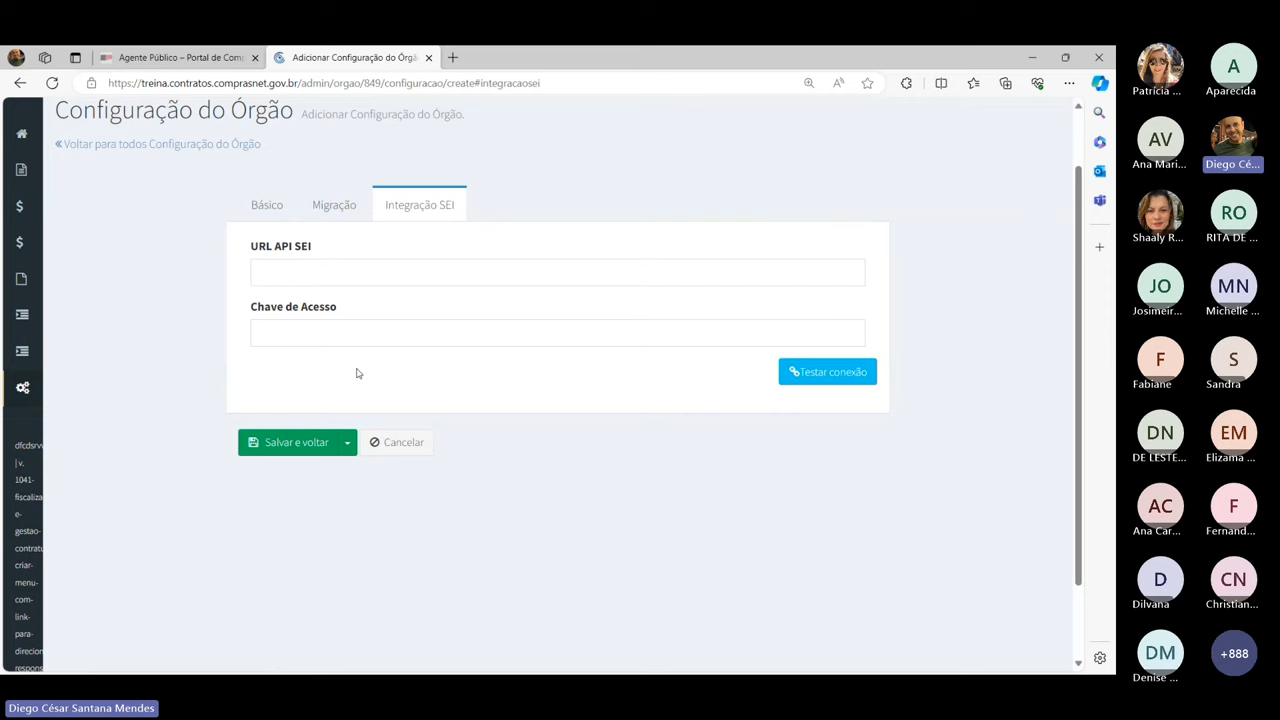 Agente Público – Portal de Com
Adicionar Configuração do Órgã
https://treina.contratos.comprasnet.gov.br/admin/orgao/849/configuracao/create#integracaosei
Configuração do Órgão Adicionar Configuração do Órgão.
« Voltar para todos Configuração do Órgão
Básico
Migração
Integração SEI
URL API SEI
Chave de Acesso
Testar conexão
Salvar e voltar
Cancelar
dfcdsrv
| v.
1041-
fiscaliza
e-
gestao-
contratu
criar-
menu-
com-
link-
para-
direcion
respons
Patricia ...
A
Aparecida
AV
Ana Mari...
Diego Cé...
Shaaly R...
RO
RITA DE ...
JO
Josimeir...
MN
Michelle ...
F
Fabiane
S
Sandra
DN
DE LESTE...
EM
Elizama ...
AC
Ana Car...
F
Fernand...
D
Dilvana
CN
Christian...
DM
Denise ...
+888
Diego César Santana Mendes